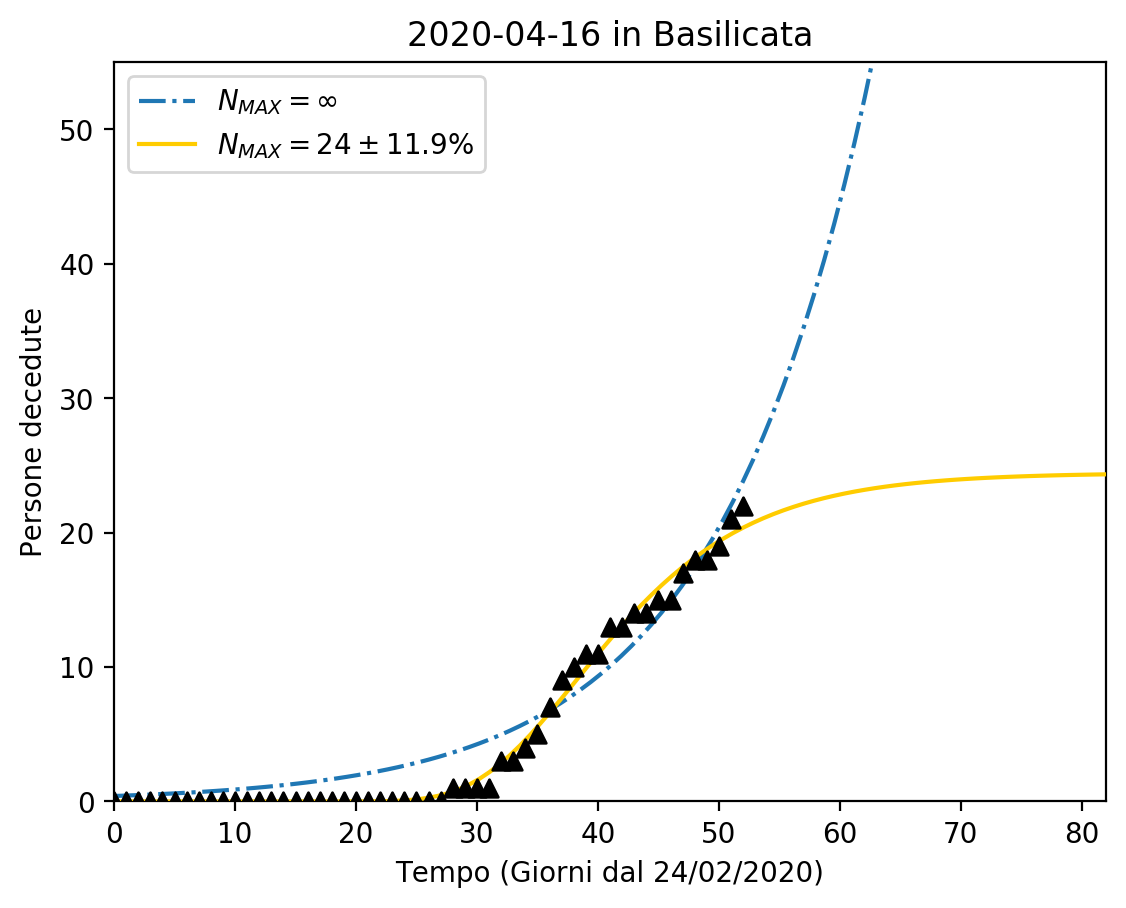 2020-04-16 in Basilicata
N_MAX = ∞
N_MAX = 24 ± 11.9%
Persone decedute
50
40
30
20
10
0
0 10 20 30 40 50 60 70 80
Tempo (Giorni dal 24/02/2020)